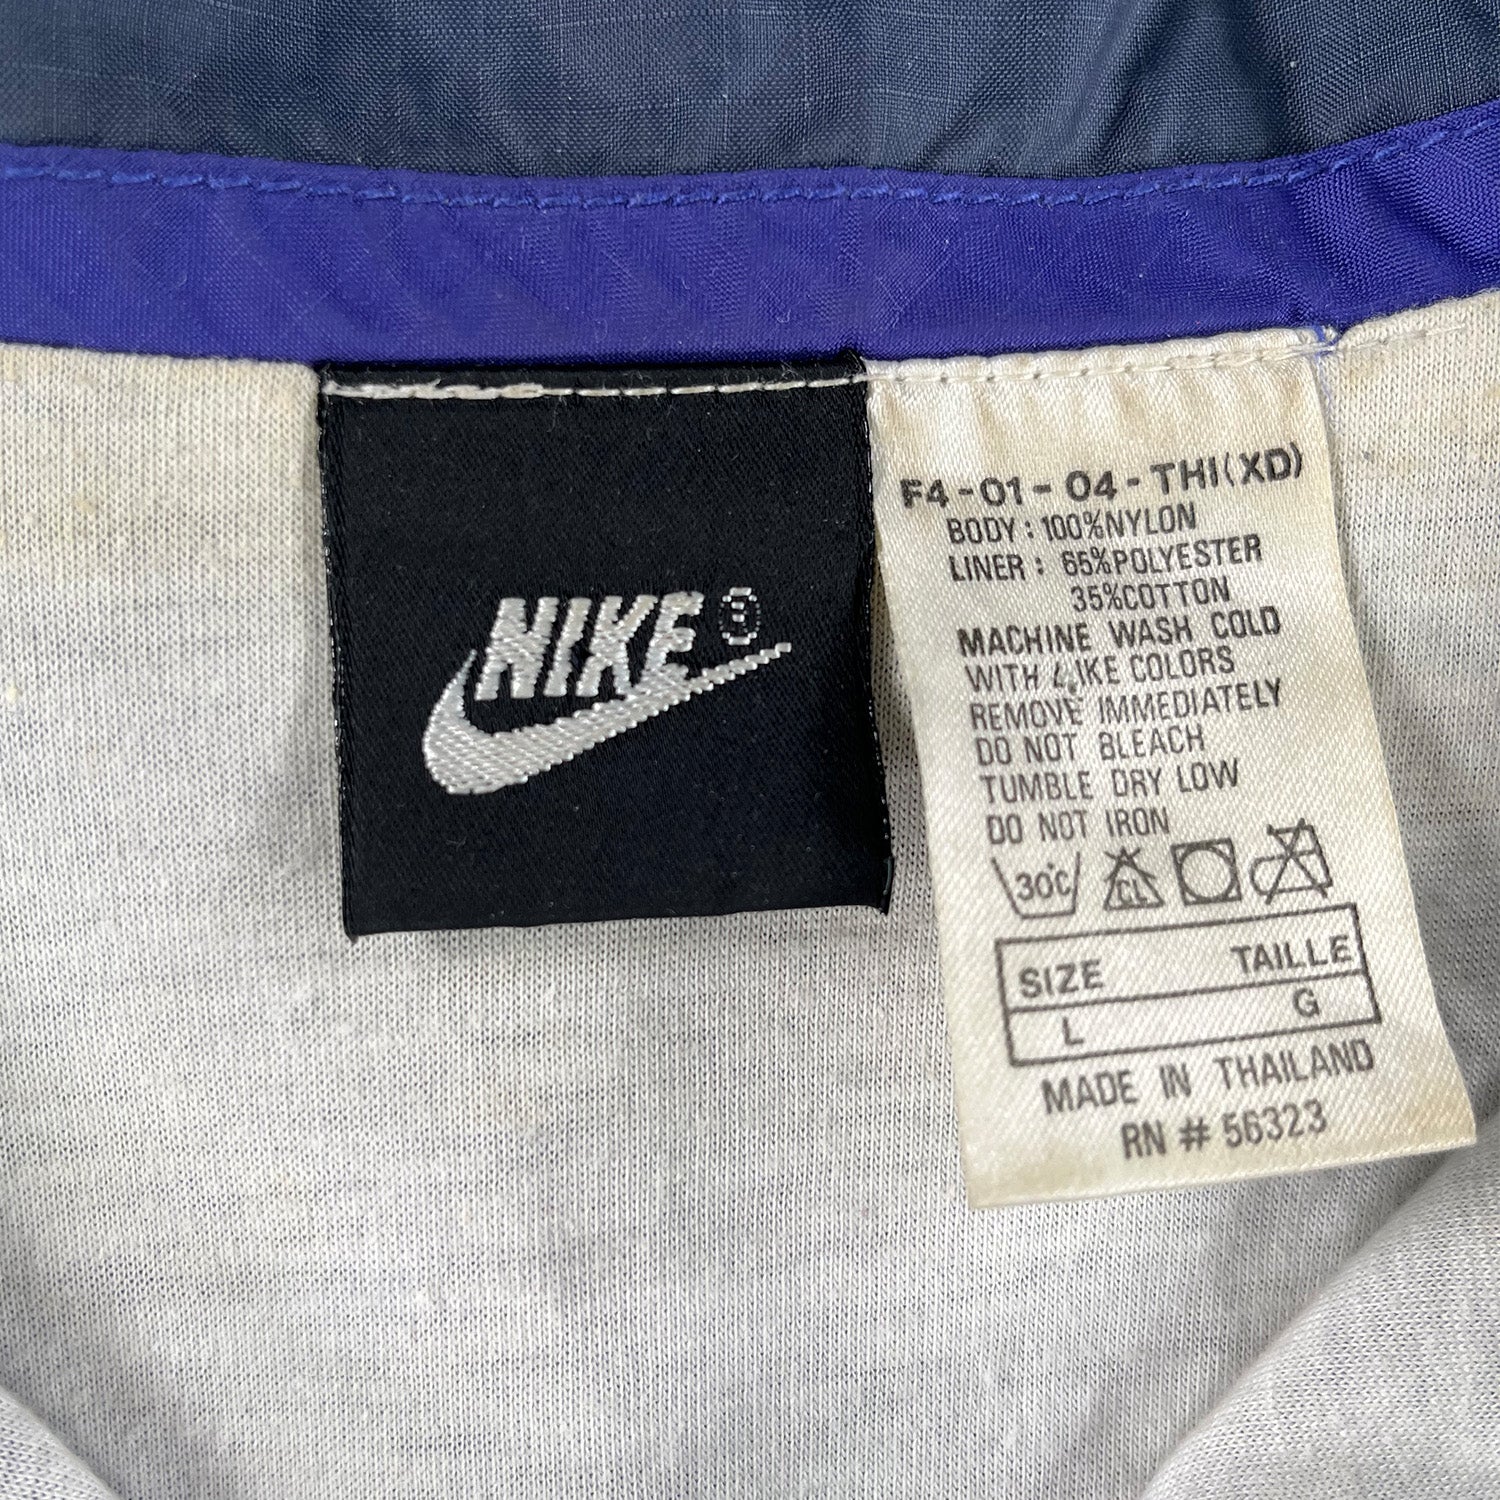 NIKE®
F4-01-04-THI(XD)
BODY: 100%NYLON
LINER: 65%POLYESTER
35%COTTON
MACHINE WASH COLD
WITH LIKE COLORS
REMOVE IMMEDIATELY
DO NOT BLEACH
TUMBLE DRY LOW
DO NOT IRON
30°C CL
SIZE TAILLE
L G
MADE IN THAILAND
RN # 56323